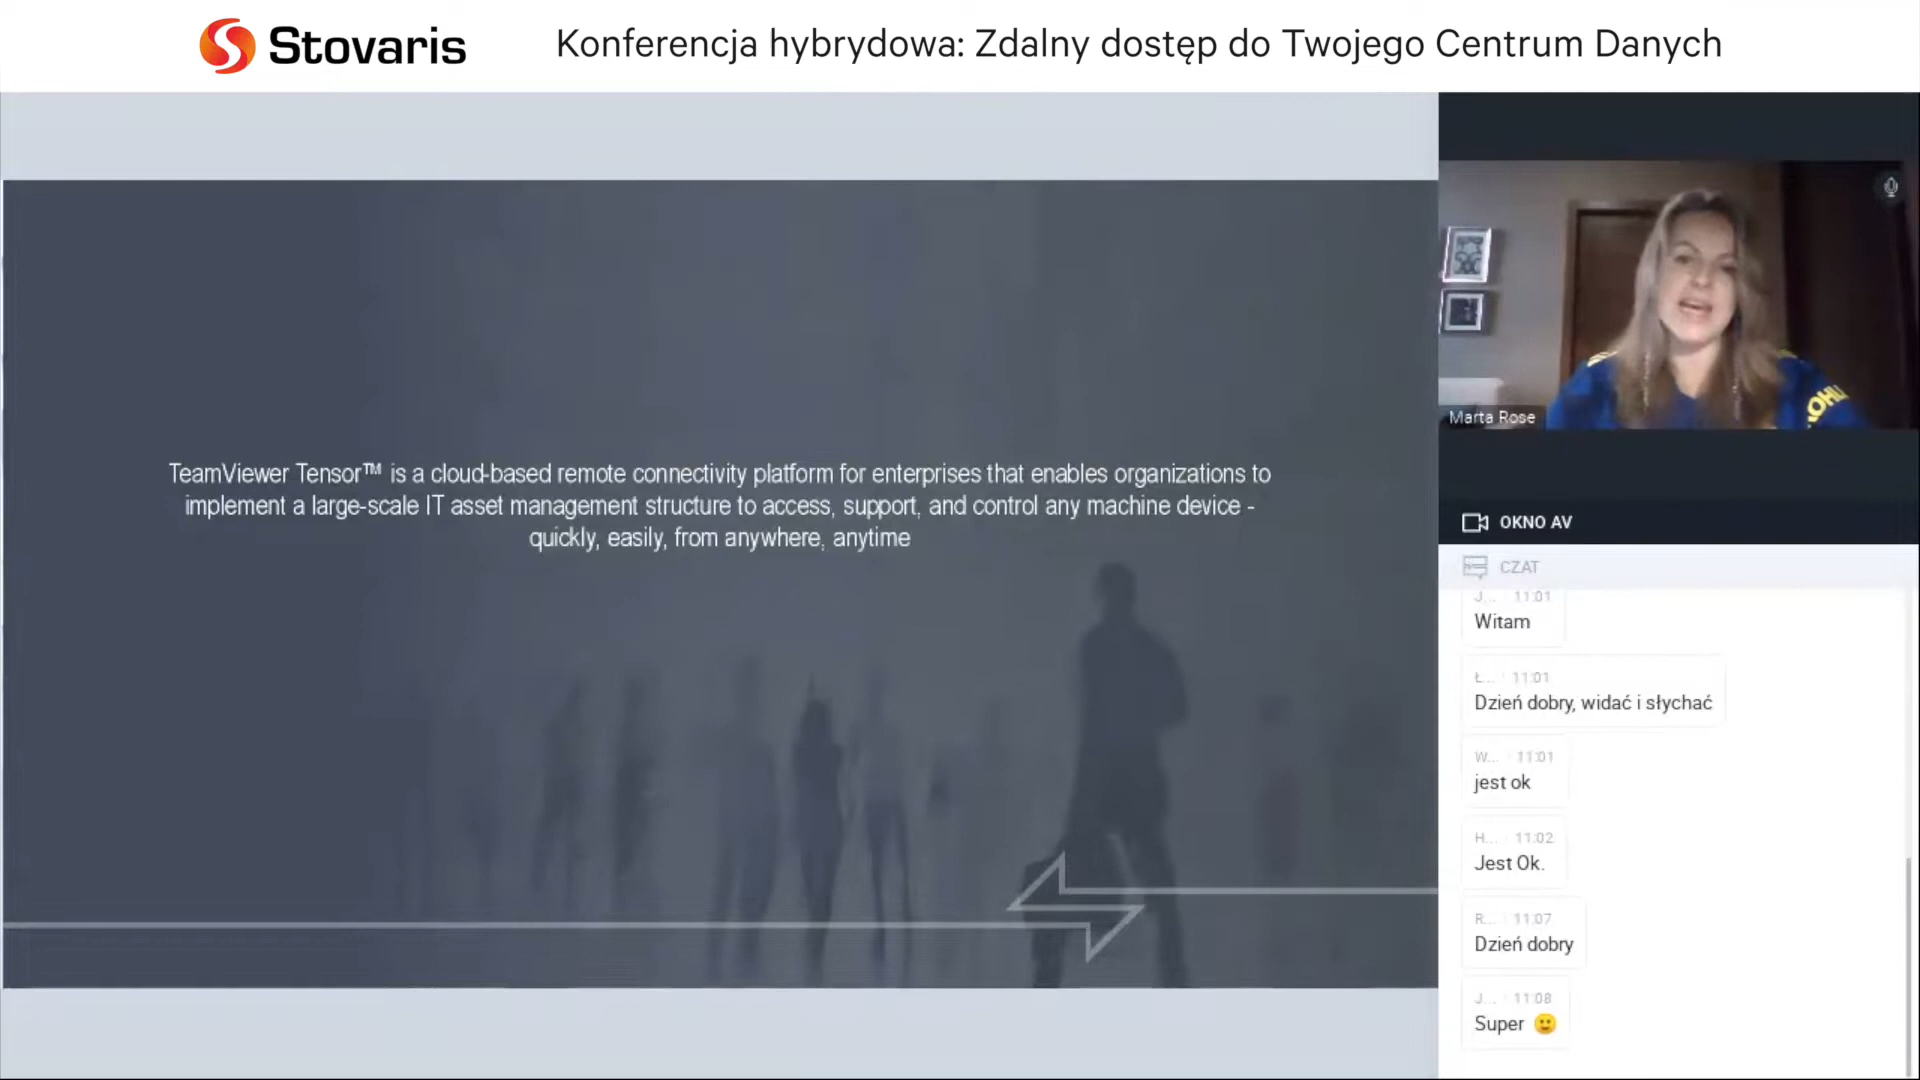 Stovaris
Konferencja hybrydowa: Zdalny dostęp do Twojego Centrum Danych
TeamViewer Tensor™ is a cloud-based remote connectivity platform for enterprises that enables organizations to
implement a large-scale IT asset management structure to access, support, and control any machine device -
quickly, easily, from anywhere, anytime
Marta Rose
OKNO AV
CZAT
J... 11:01
Witam
Ł... 11:01
Dzień dobry, widać i słychać
W... 11:01
jest ok
H... 11:02
Jest Ok.
R... 11:07
Dzień dobry
J... 11:08
Super 🙂